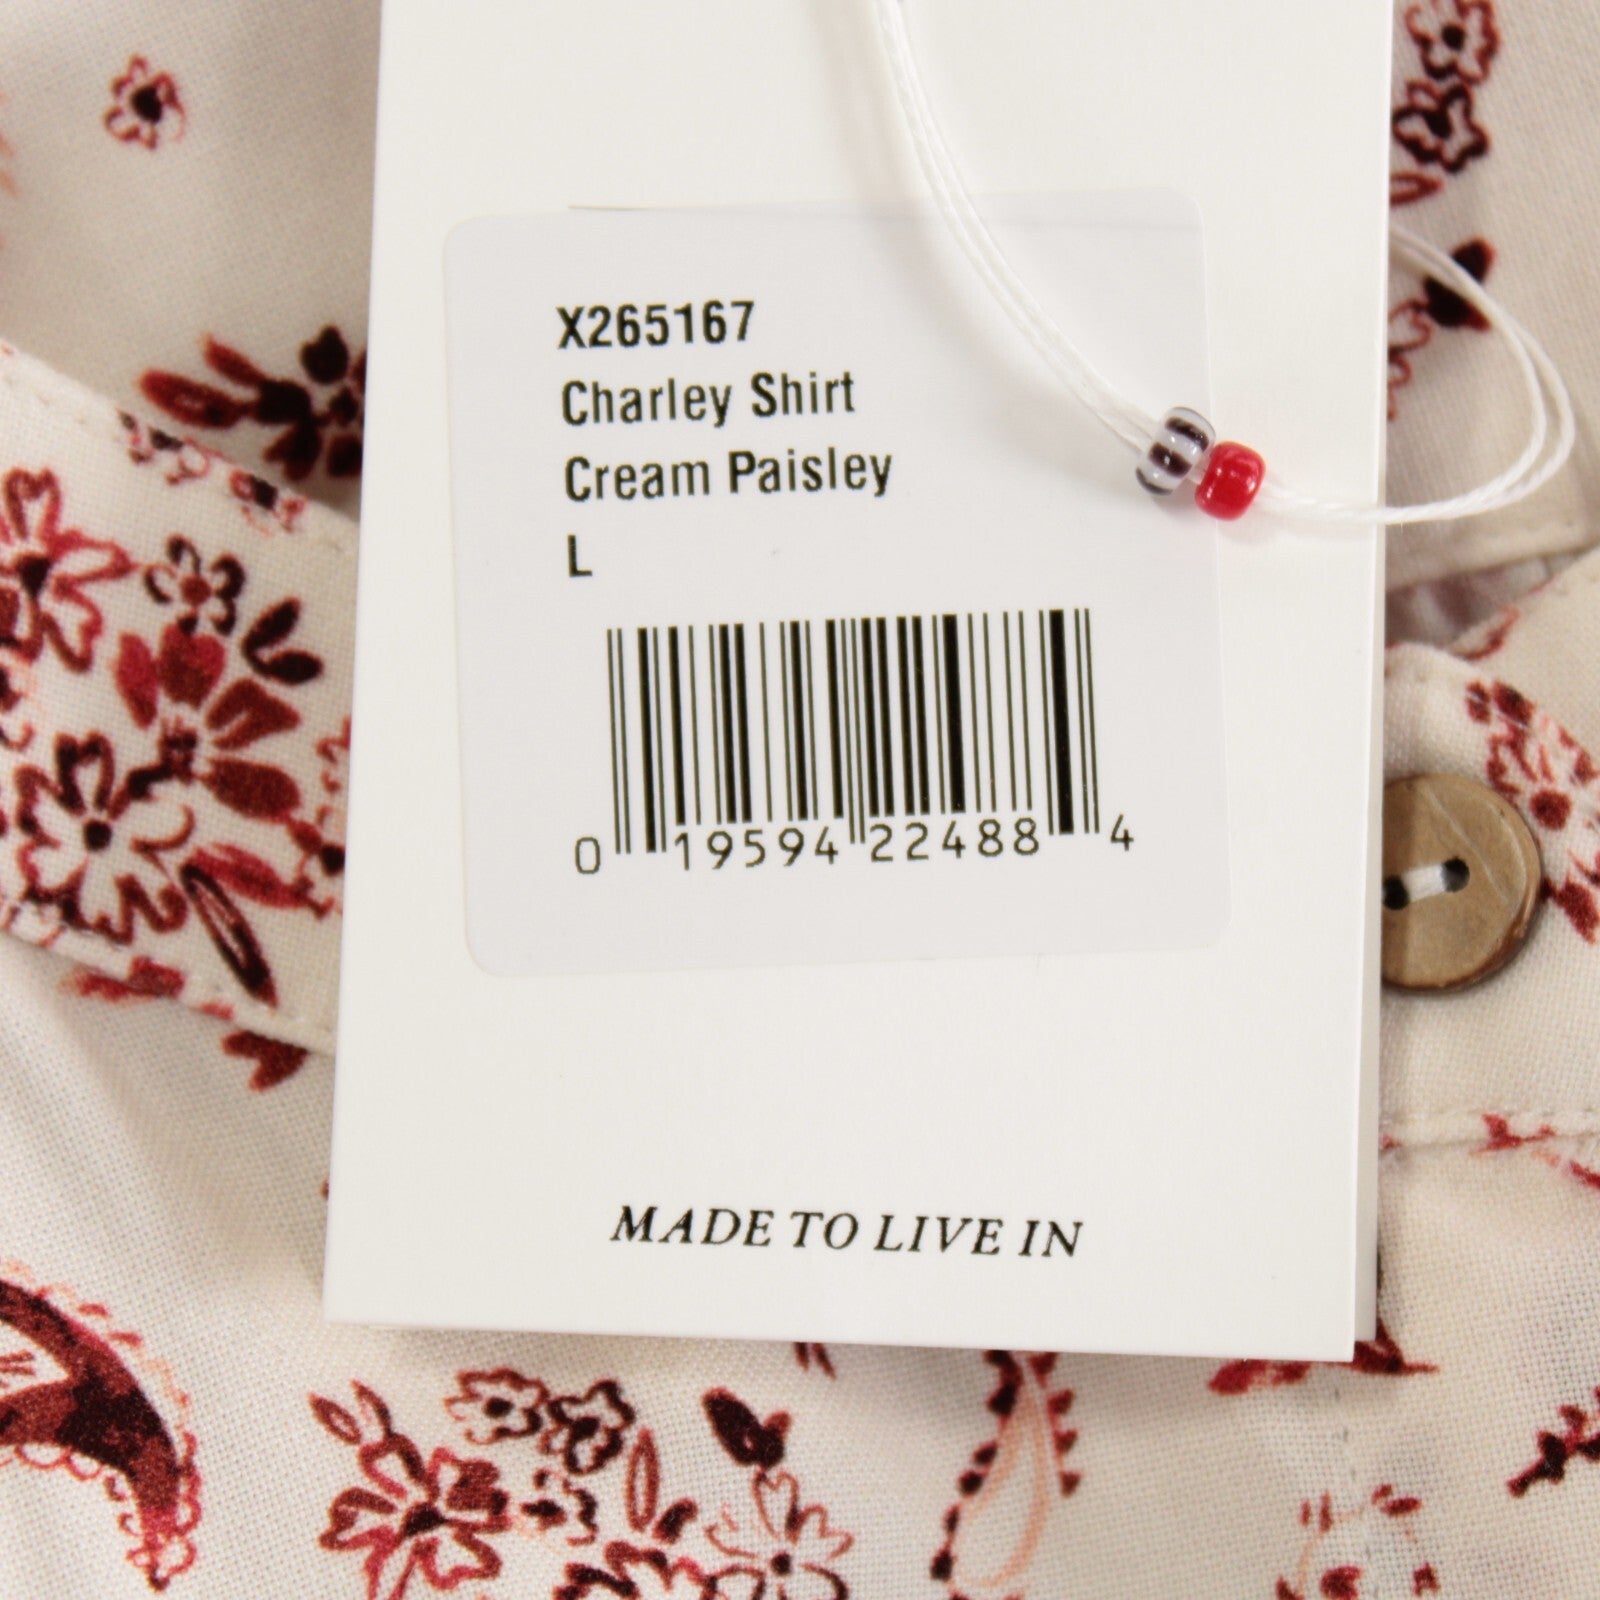 X265167
Charley Shirt
Cream Paisley
L
0 19594 22488 4
MADE TO LIVE IN